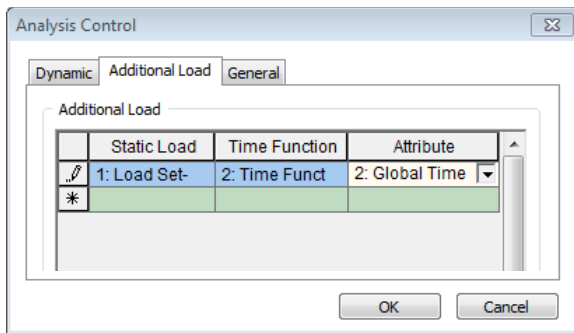 Analysis Control
Dynamic Additional Load General
Additional Load
Static Load Time Function Attribute
1: Load Set- 2: Time Funct 2: Global Time
*
OK Cancel